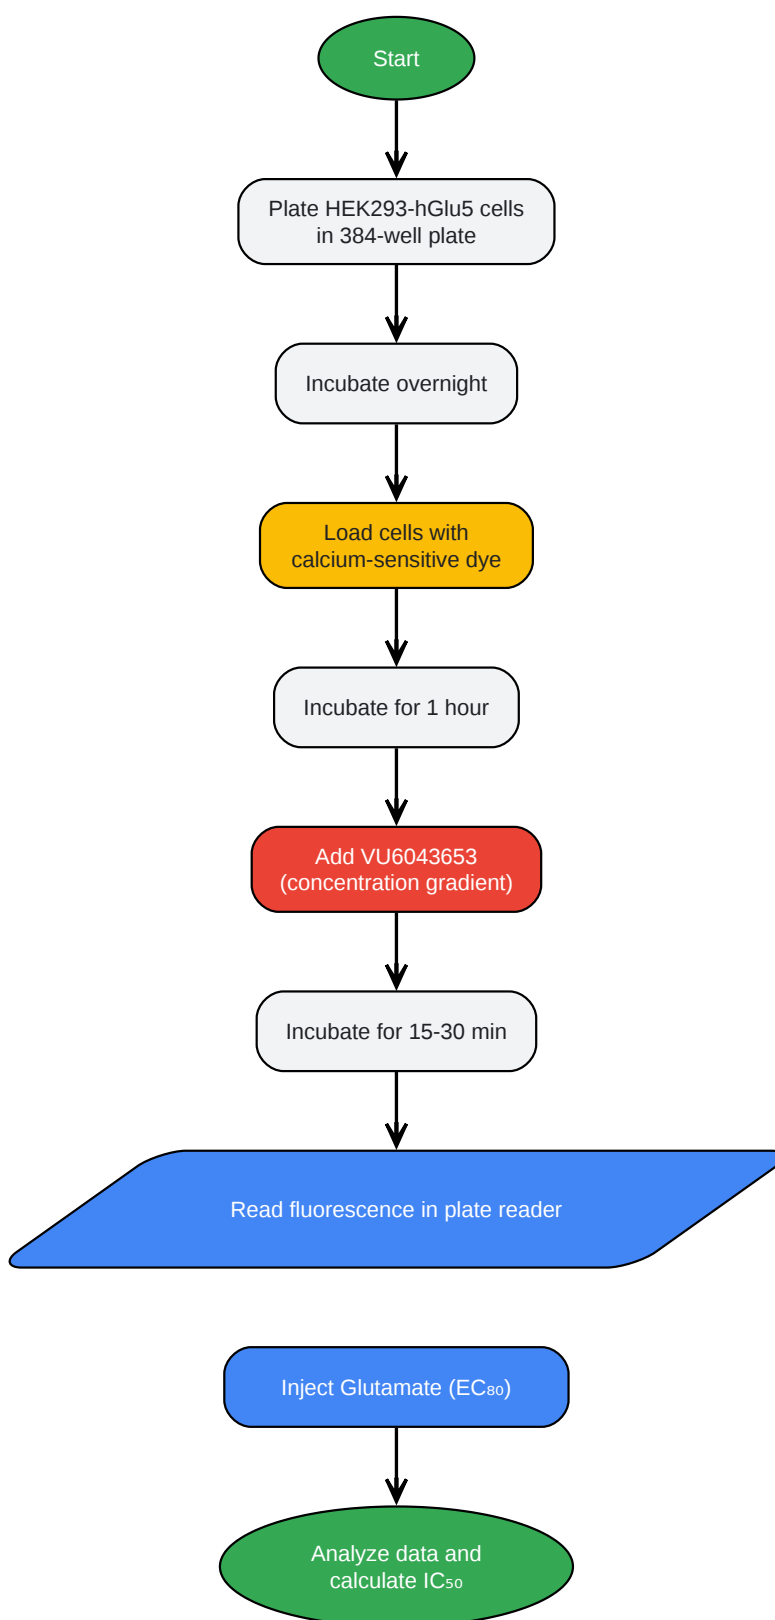 Start
Plate HEK293-hGlu5 cells
in 384-well plate
Incubate overnight
Load cells with
calcium-sensitive dye
Incubate for 1 hour
Add VU6043653
(concentration gradient)
Incubate for 15-30 min
Read fluorescence in plate reader
Inject Glutamate (EC₈₀)
Analyze data and
calculate IC₅₀